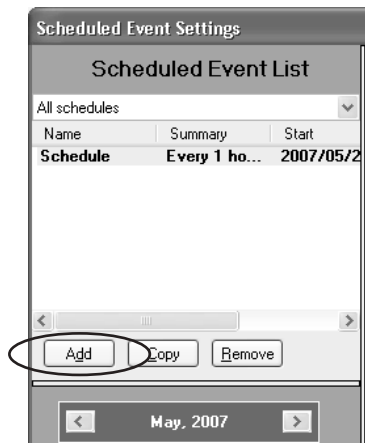 Scheduled Event Settings
Scheduled Event List
All schedules
Name Summary Start
Schedule Every 1 ho... 2007/05/2
Add Copy Remove
May, 2007